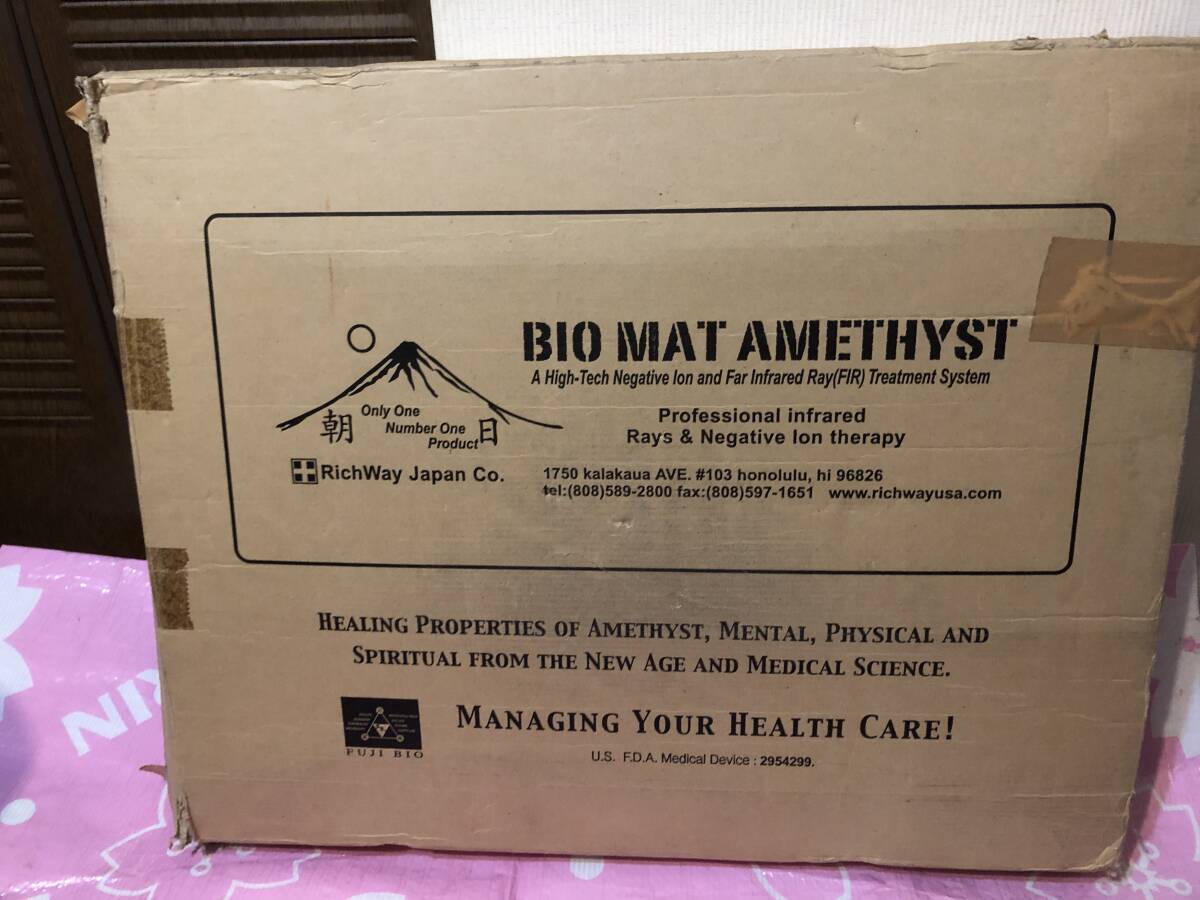 BIO MAT AMETHYST
A High-Tech Negative Ion and Far Infrared Ray(FIR) Treatment System
Professional infrared
Rays & Negative Ion therapy
朝
Only One
Number One
Product
日
RichWay Japan Co.
1750 kalakaua AVE. #103 honolulu, hi 96826
tel:(808)589-2800 fax:(808)597-1651 www.richwayusa.com
HEALING PROPERTIES OF AMETHYST, MENTAL, PHYSICAL AND
SPIRITUAL FROM THE NEW AGE AND MEDICAL SCIENCE.
FUJI BIO
MANAGING YOUR HEALTH CARE!
U.S. F.D.A. Medical Device : 2954299.